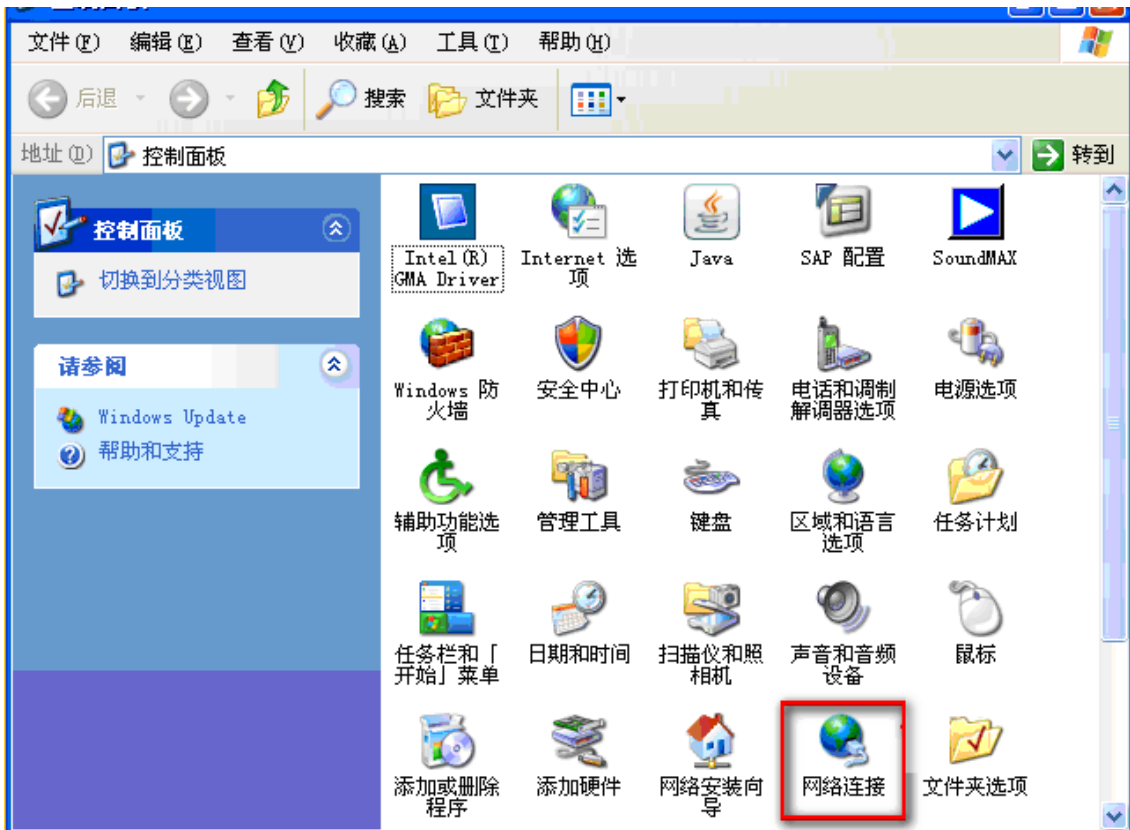 文件(F) 编辑(E) 查看(V) 收藏(A) 工具(T) 帮助(H)
后退 搜索 文件夹
地址(D) 控制面板 转到
控制面板
切换到分类视图
请参阅
Windows Update
帮助和支持
Intel(R)
GMA Driver
Internet 选
项
Java
SAP 配置
SoundMAX
Windows 防
火墙
安全中心
打印机和传
真
电话和调制
解调器选项
电源选项
辅助功能选
项
管理工具
键盘
区域和语言
选项
任务计划
任务栏和「
开始」菜单
日期和时间
扫描仪和照
相机
声音和音频
设备
鼠标
添加或删除
程序
添加硬件
网络安装向
导
网络连接
文件夹选项